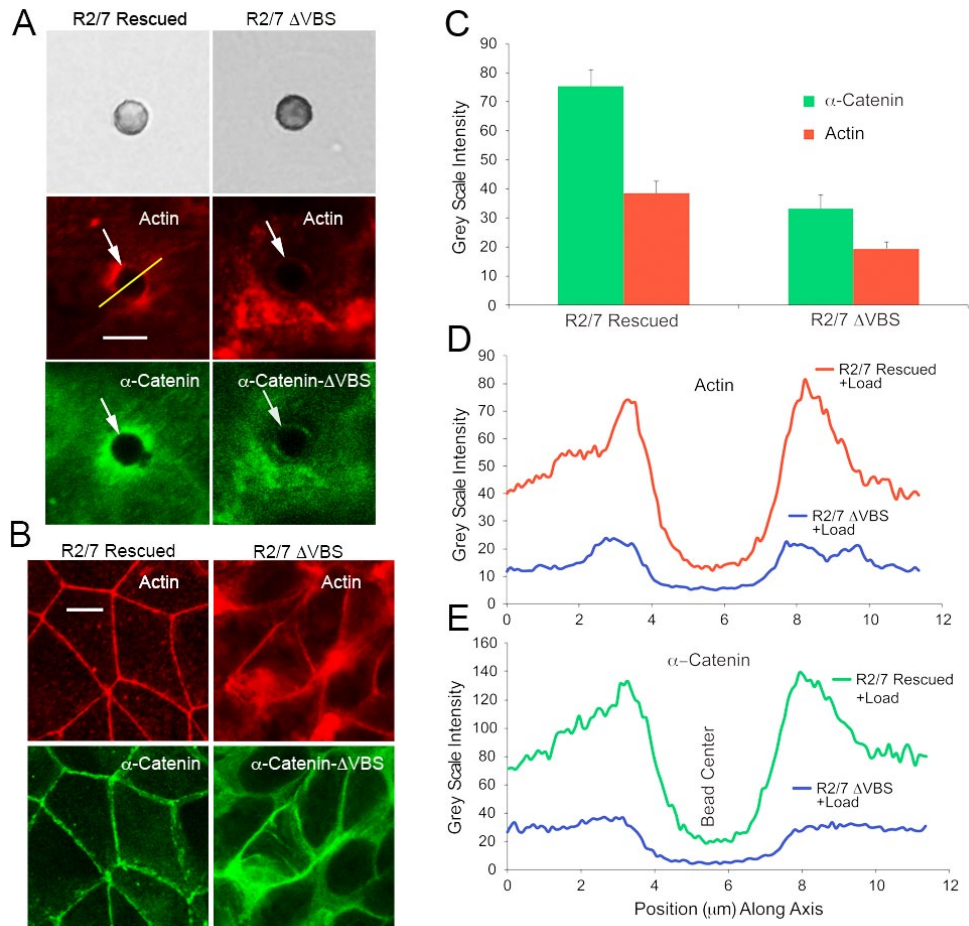 A
R2/7 Rescued
R2/7 ΔVBS
Actin
Actin
α-Catenin
α-Catenin-ΔVBS
B
R2/7 Rescued
R2/7 ΔVBS
Actin
Actin
α-Catenin
α-Catenin-ΔVBS
C
Grey Scale Intensity
90
80
70
60
50
40
30
20
10
0
α-Catenin
Actin
R2/7 Rescued
R2/7 ΔVBS
D
Grey Scale Intensity
90
80
70
60
50
40
30
20
10
0
Actin
R2/7 Rescued
+Load
R2/7 ΔVBS
+Load
0
2
4
6
8
10
12
E
Grey Scale Intensity
160
140
120
100
80
60
40
20
0
α–Catenin
R2/7 Rescued
+Load
Bead Center
R2/7 ΔVBS
+Load
0
2
4
6
8
10
12
Position (μm) Along Axis